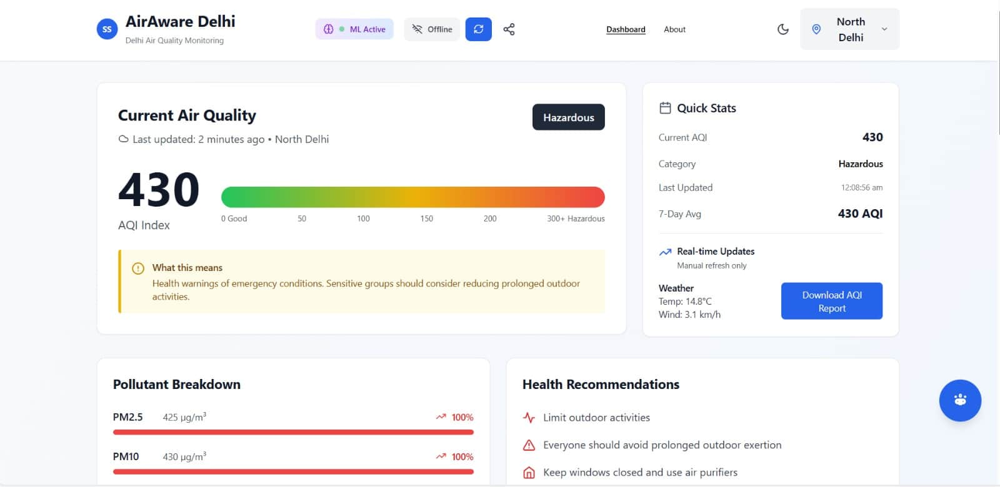 SS
AirAware Delhi
Delhi Air Quality Monitoring
ML Active
Offline
Dashboard
About
North
Delhi
Current Air Quality
Hazardous
Last updated: 2 minutes ago • North Delhi
430
AQI Index
0 Good 50 100 150 200 300+ Hazardous
What this means
Health warnings of emergency conditions. Sensitive groups should consider reducing prolonged outdoor
activities.
Quick Stats
Current AQI 430
Category Hazardous
Last Updated 12:08:56 am
7-Day Avg 430 AQI
Real-time Updates
Manual refresh only
Weather
Temp: 14.8°C
Wind: 3.1 km/h
Download AQI
Report
Pollutant Breakdown
PM2.5 425 µg/m³ 100%
PM10 430 µg/m³ 100%
Health Recommendations
Limit outdoor activities
Everyone should avoid prolonged outdoor exertion
Keep windows closed and use air purifiers